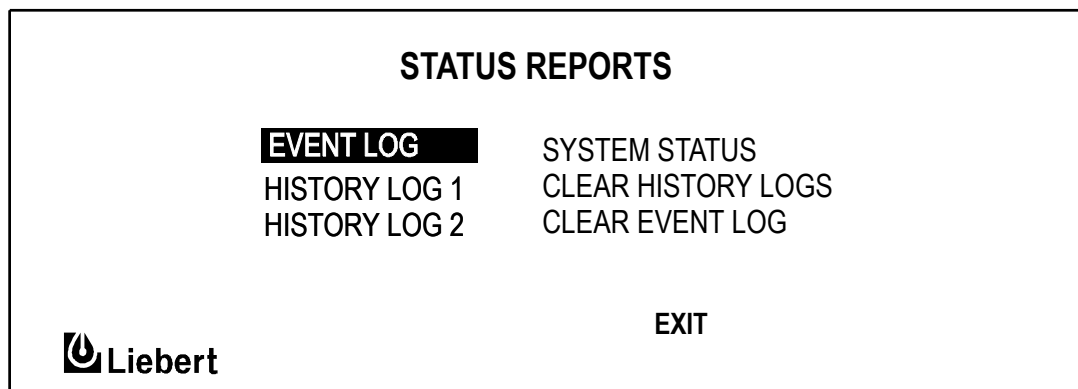 STATUS REPORTS
EVENT LOG
HISTORY LOG 1
HISTORY LOG 2
SYSTEM STATUS
CLEAR HISTORY LOGS
CLEAR EVENT LOG
EXIT
Liebert